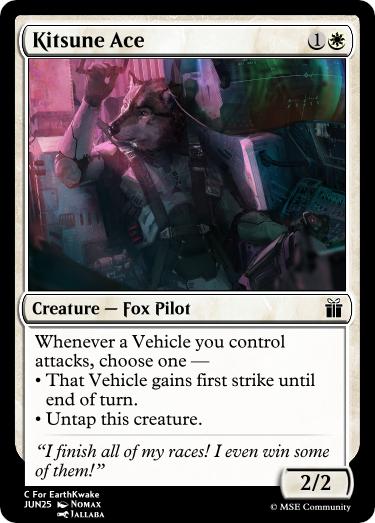 Kitsune Ace 1
Creature — Fox Pilot
Whenever a Vehicle you control
attacks, choose one —
• That Vehicle gains first strike until
end of turn.
• Untap this creature.
“I finish all of my races! I even win some
of them!”
2/2
C For EarthKwake
JUN25 Nomax
Jallaba
© MSE Community